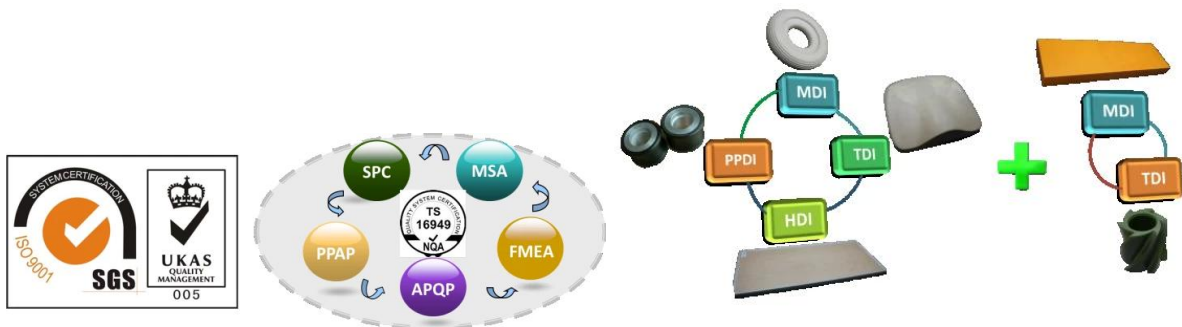 SYSTEM CERTIFICATION
ISO 9001
SGS
UKAS
QUALITY
MANAGEMENT
005
SPC
MSA
PPAP
FMEA
APQP
QUALITY SYSTEM CERTIFICATION
TS
16949
NQA
MDI
PPDI
TDI
HDI
MDI
TDI